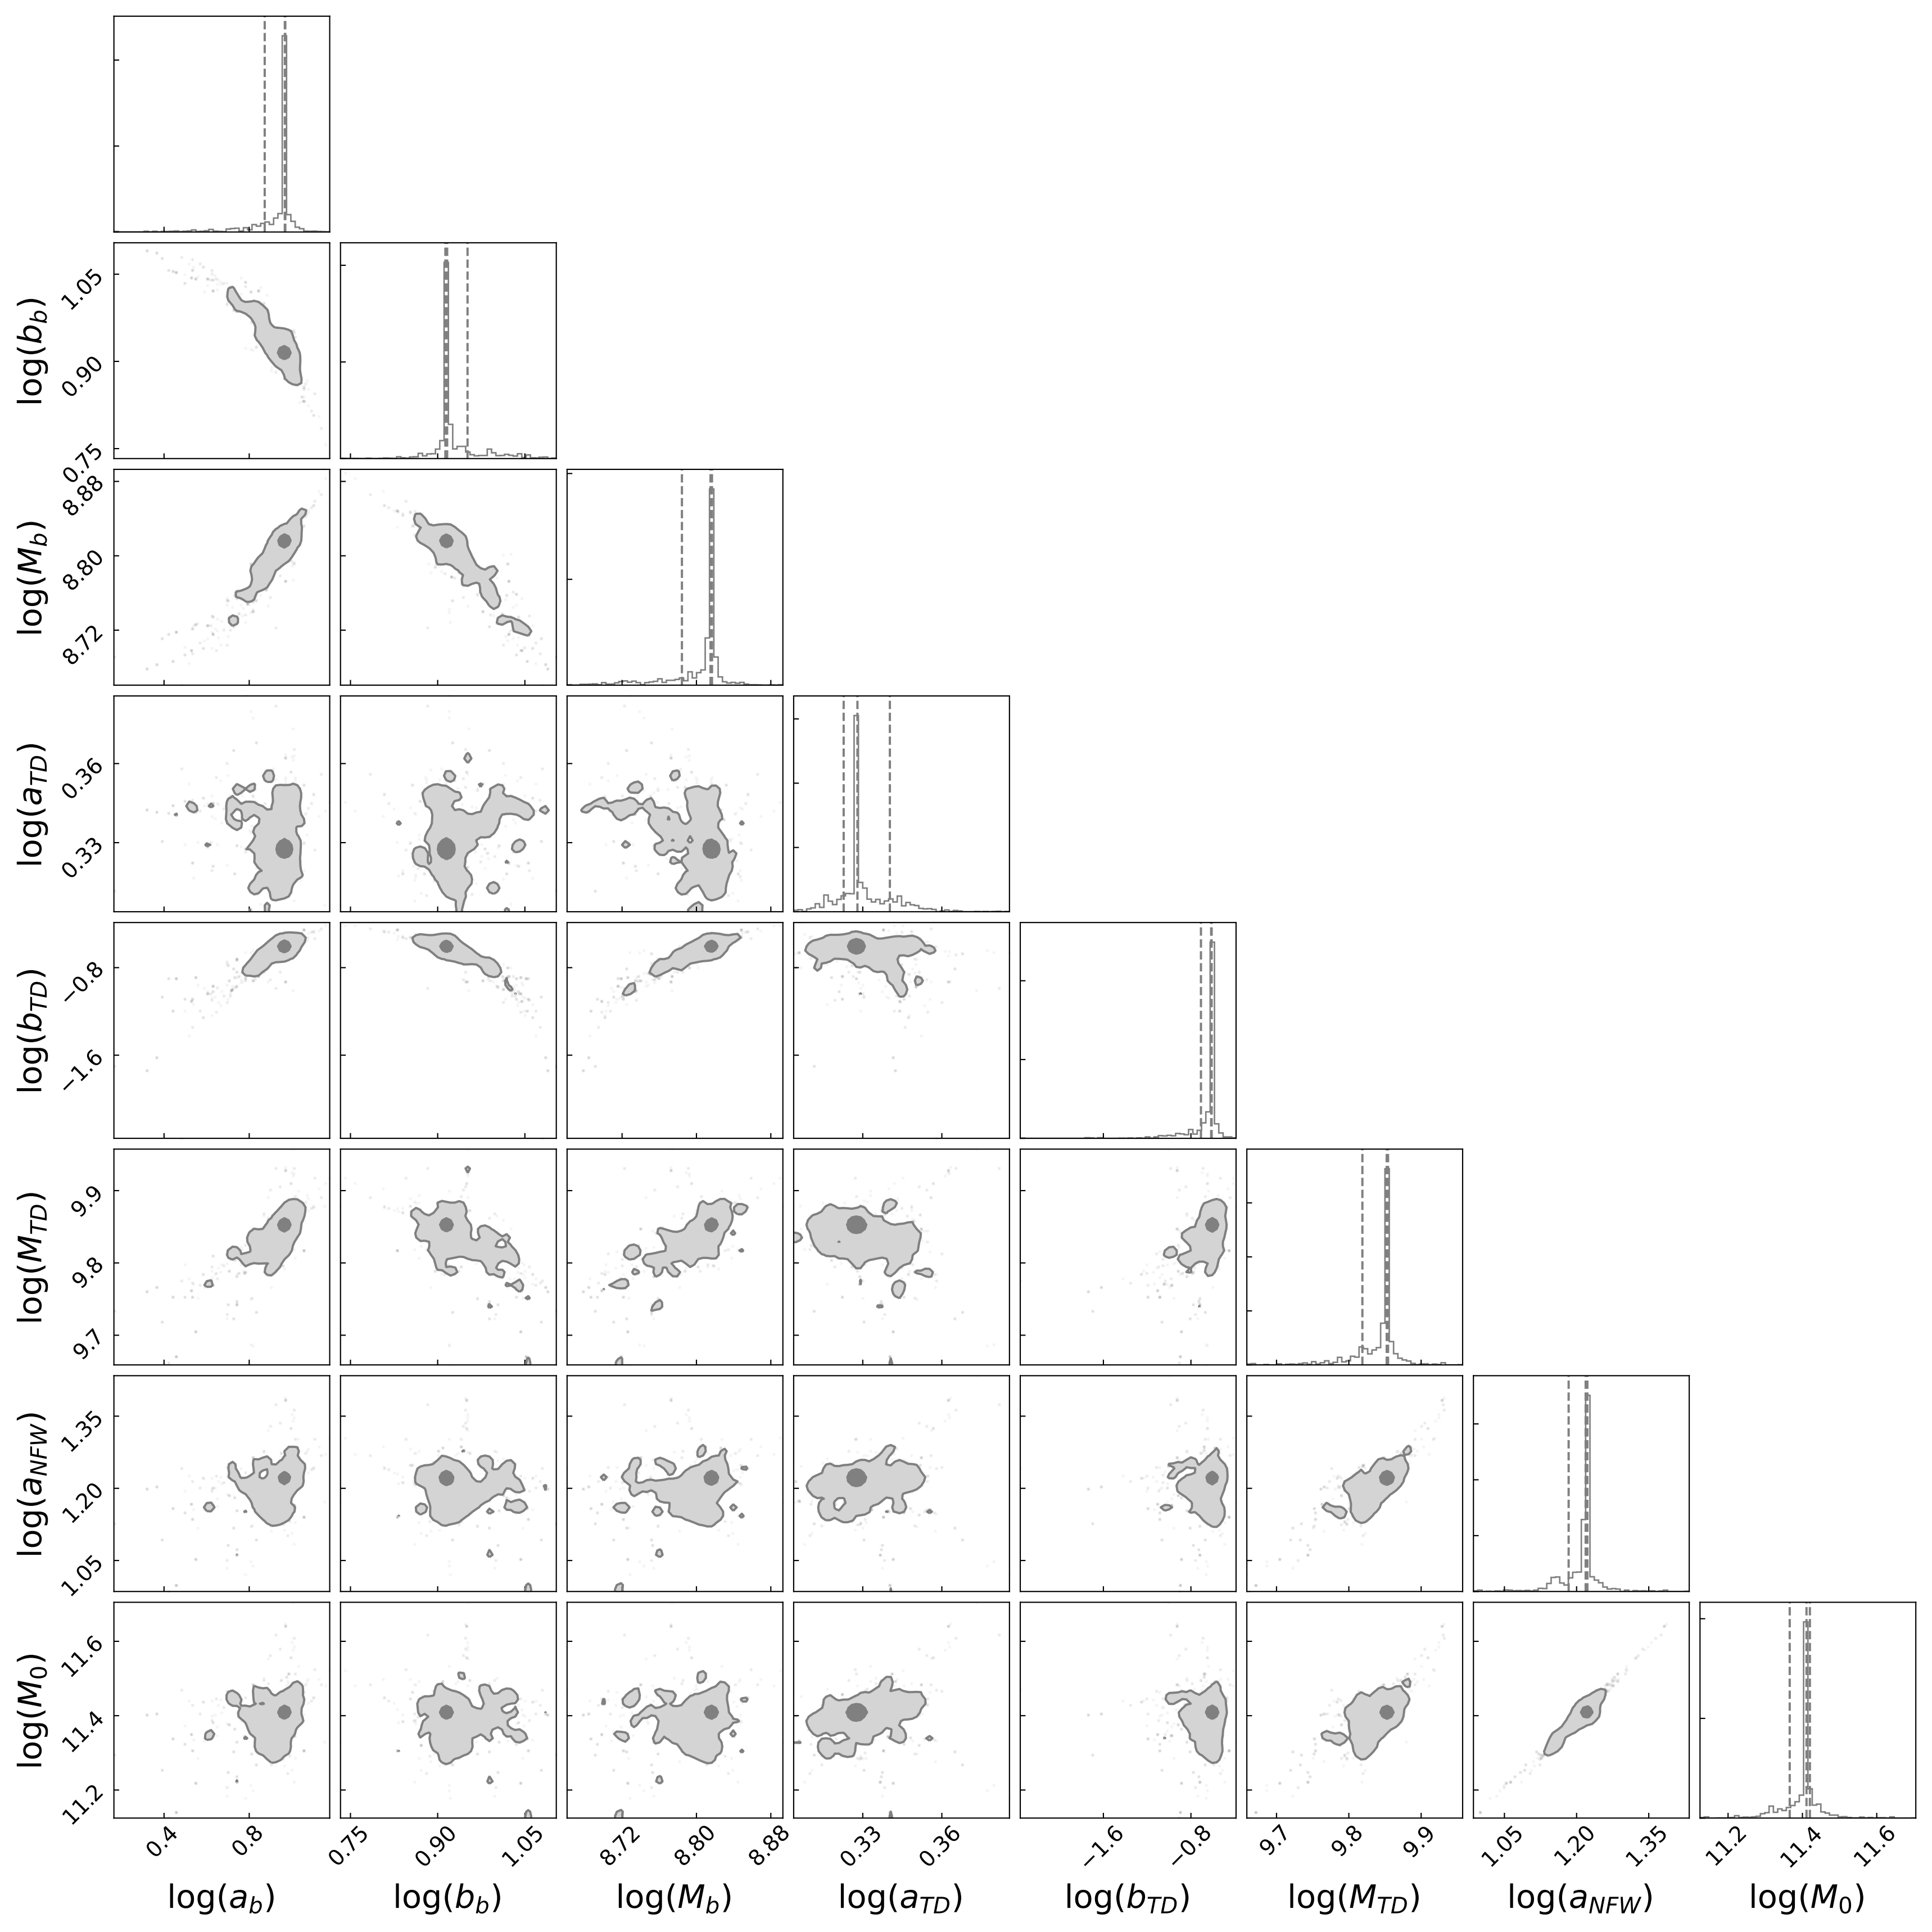 log(b_b)
1.05
0.90
0.75
log(M_b)
8.88
8.80
8.72
log(a_TD)
0.36
0.33
log(b_TD)
−0.8
−1.6
log(M_TD)
9.9
9.8
9.7
log(a_NFW)
1.35
1.20
1.05
log(M_0)
11.6
11.4
11.2
0.4 0.8 0.75 0.90 1.05 8.72 8.80 8.88 0.33 0.36 −1.6 −0.8 9.7 9.8 9.9 1.05 1.20 1.35 11.2 11.4 11.6
log(a_b) log(b_b) log(M_b) log(a_TD) log(b_TD) log(M_TD) log(a_NFW) log(M_0)